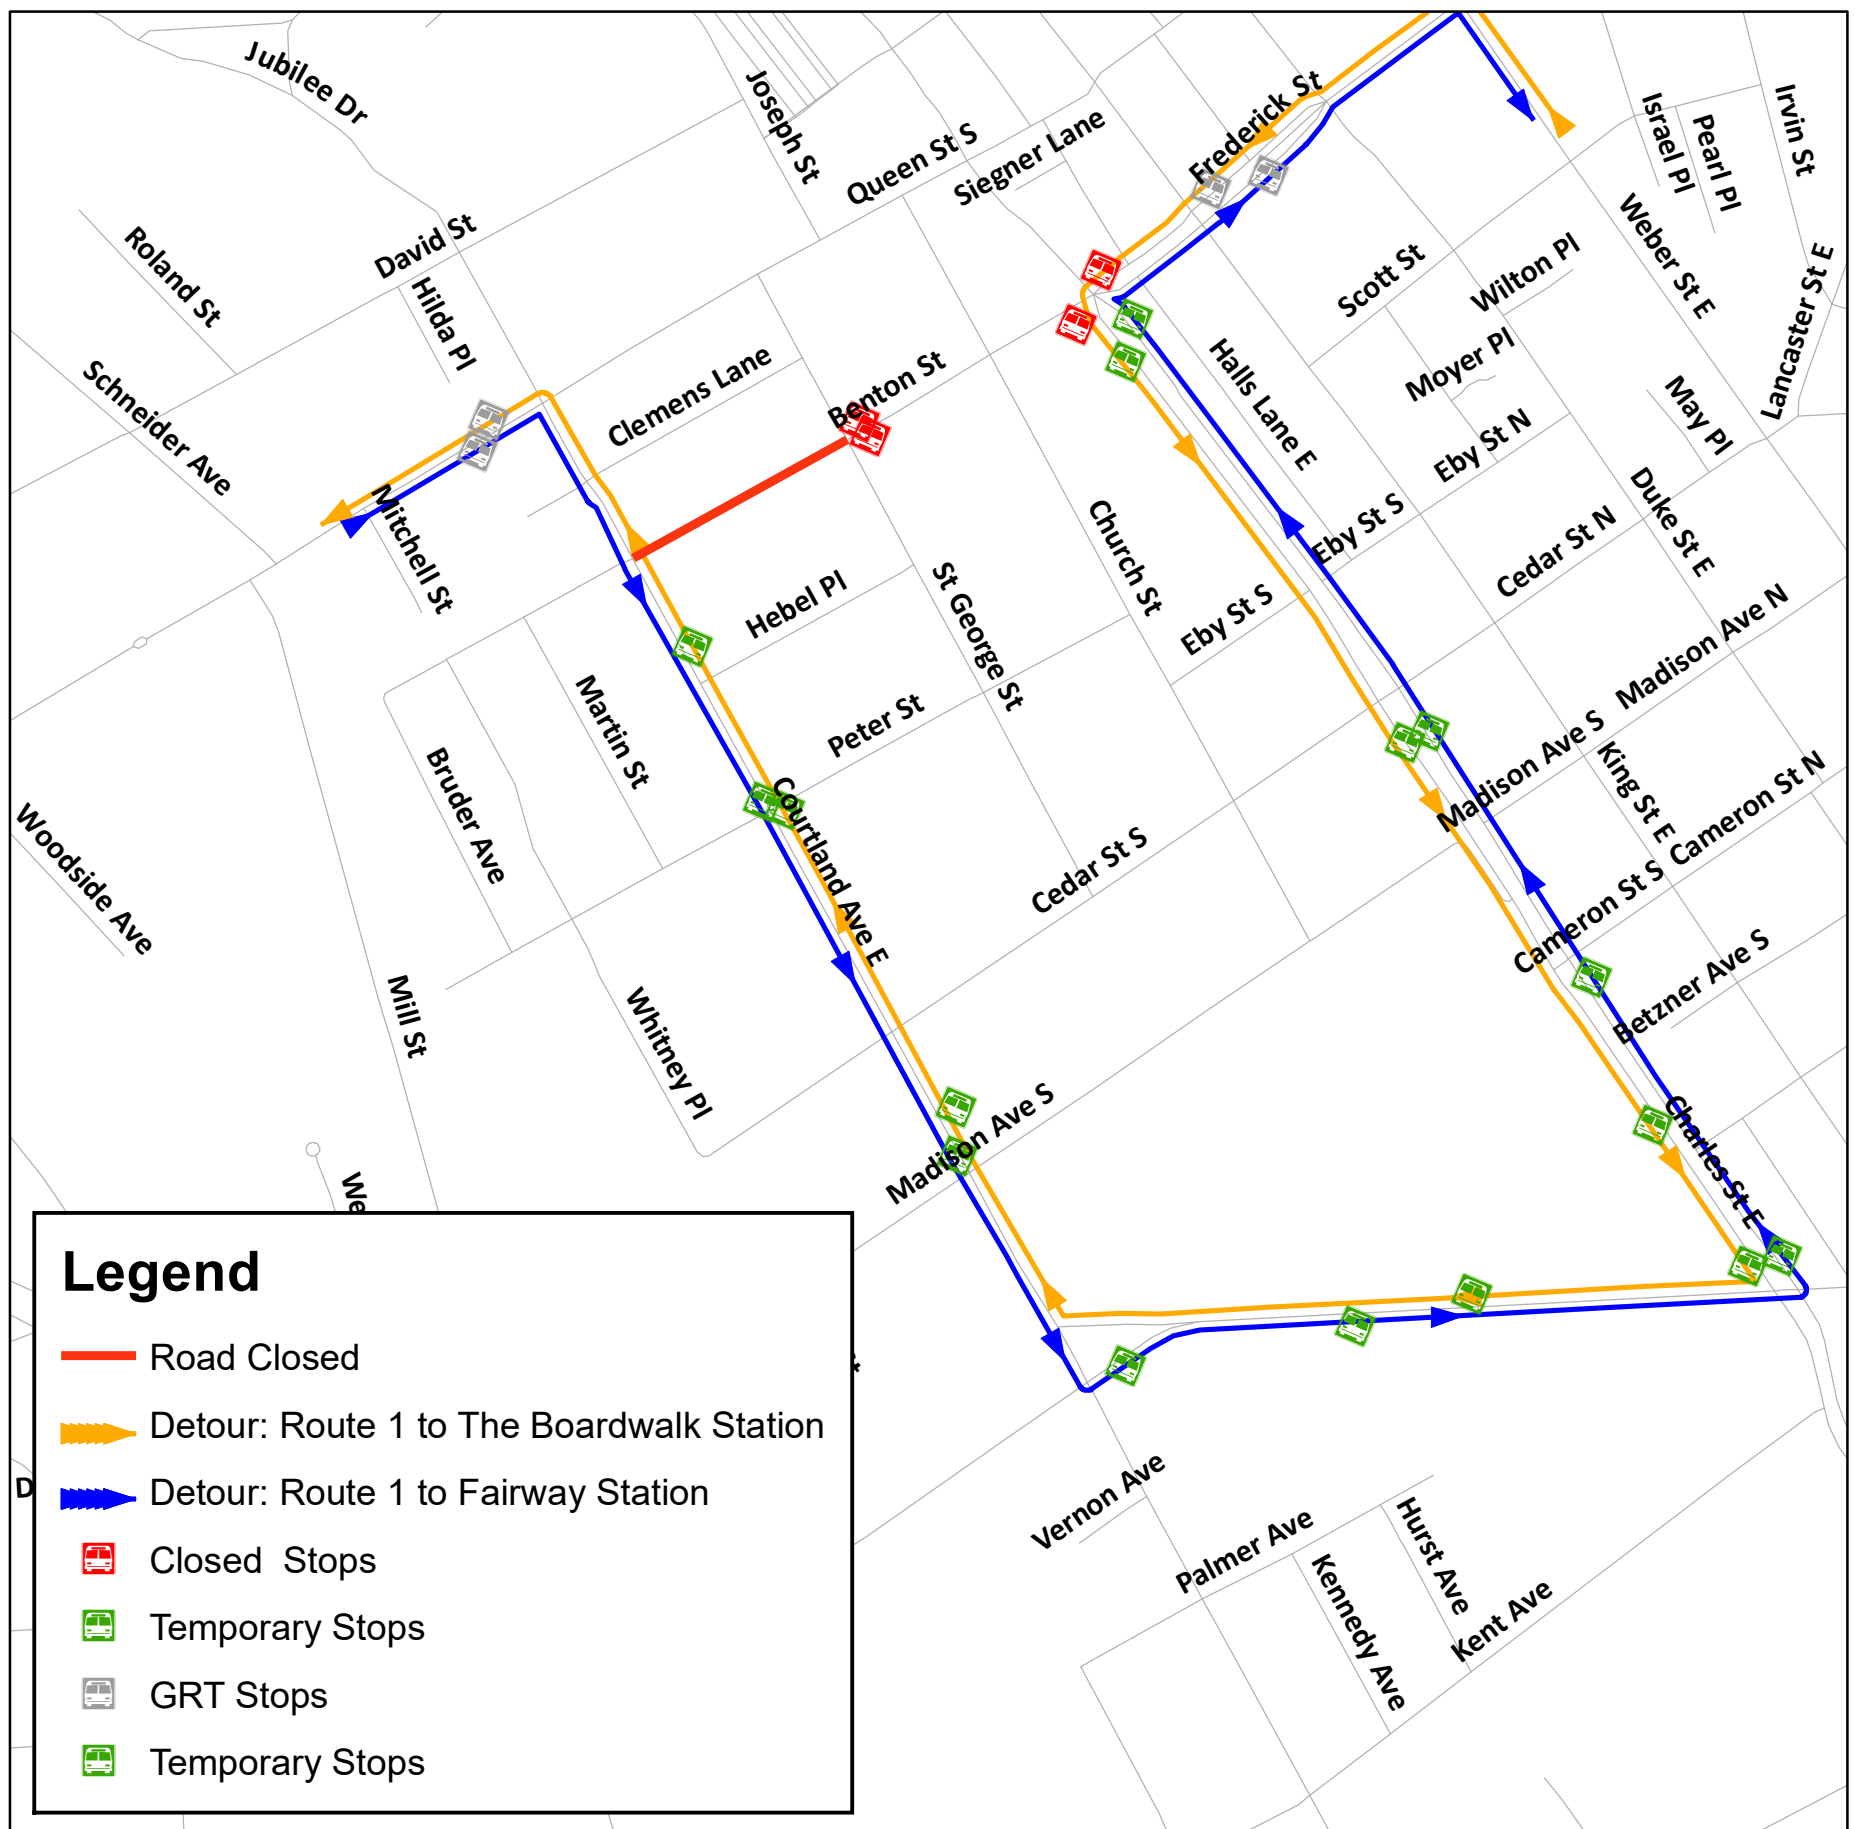 Jubilee Dr
Joseph St
Queen St S
Siegner Lane
Frederick St
Israel Pl
Pearl Pl
Irvin St
Roland St
David St
Hilda Pl
Scott St
Wilton Pl
Weber St E
Lancaster St E
Schneider Ave
Clemens Lane
Benton St
Halls Lane E
Moyer Pl
May Pl
Eby St N
Mitchell St
Church St
Eby St S
Duke St E
Cedar St N
Hebel Pl
St George St
Eby St S
Madison Ave N
Martin St
Peter St
Madison Ave S
King St E
Cameron St N
Bruder Ave
Courtland Ave E
Woodside Ave
Cedar St S
Cameron St S
Betzner Ave S
Mill St
Whitney Pl
Madison Ave S
Charles St E
We
D
Vernon Ave
Palmer Ave
Hurst Ave
Kennedy Ave
Kent Ave
Legend
Road Closed
Detour: Route 1 to The Boardwalk Station
Detour: Route 1 to Fairway Station
Closed  Stops
Temporary Stops
GRT Stops
Temporary Stops